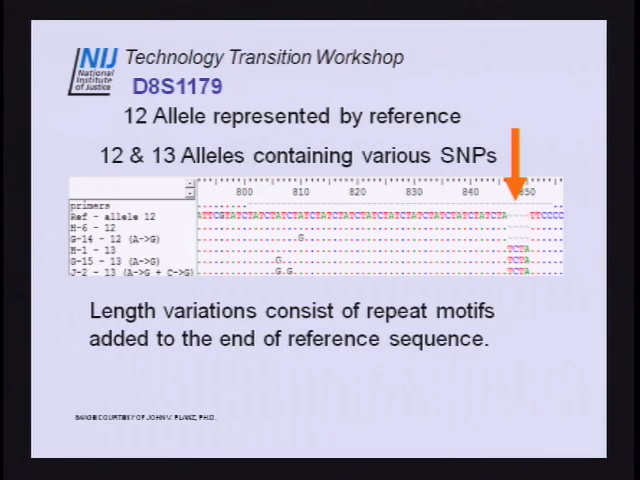 NIJ
National
Institute
of Justice
Technology Transition Workshop
D8S1179
12 Allele represented by reference
12 & 13 Alleles containing various SNPs
800 810 820 830 840 850
primers
Ref - allele 12 ATTCGTATCTATCTATCTATCTATCTATCTATCTATCTATCTATCTATCTATCTA~~~~TTCCCC
H-6 - 12
G-14 - 12 (A->G) G
H-1 - 13 TCTA
G-15 - 13 (A->G) G TCTA
J-2 - 13 (A->G + C->G) G G TCTA
Length variations consist of repeat motifs
added to the end of reference sequence.
IMAGE COURTESY OF JOHN V. PLANZ, PH.D.